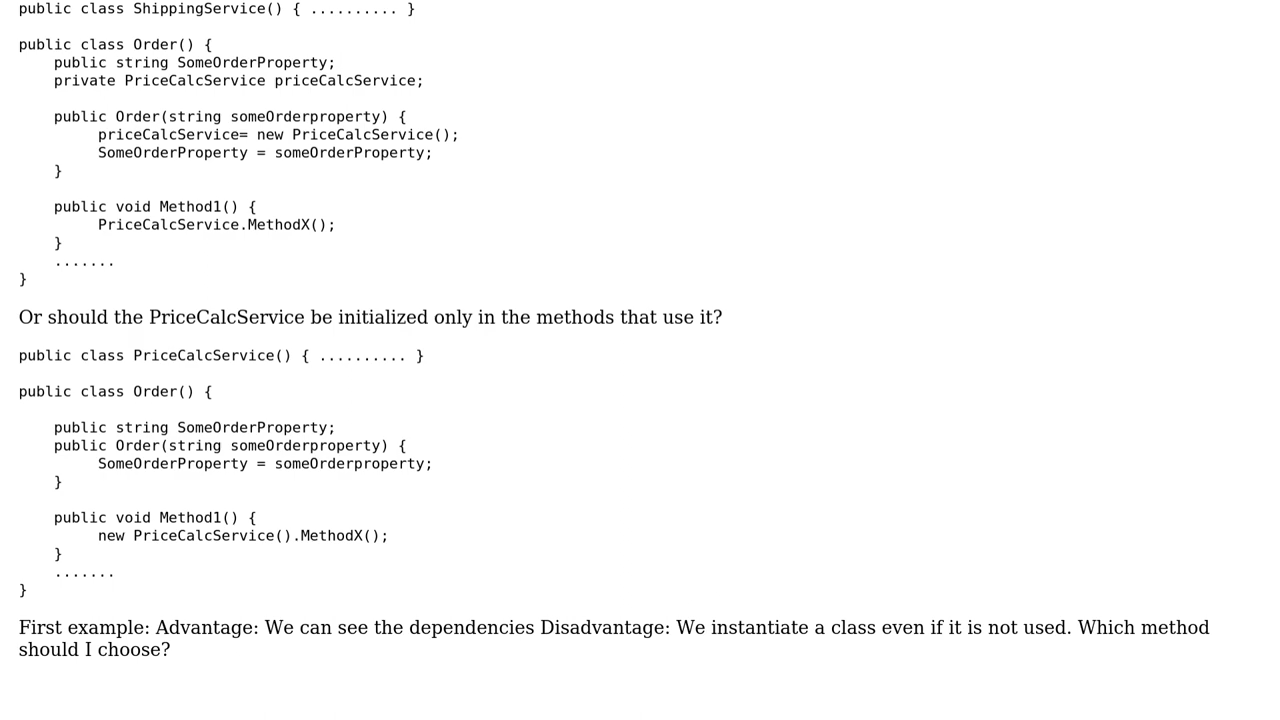 public class ShippingService() { .......... }
public class Order() {
    public string SomeOrderProperty;
    private PriceCalcService priceCalcService;
    public Order(string someOrderproperty) {
         priceCalcService= new PriceCalcService();
         SomeOrderProperty = someOrderProperty;
    }
    public void Method1() {
         PriceCalcService.MethodX();
    }
    .......
}
Or should the PriceCalcService be initialized only in the methods that use it?
public class PriceCalcService() { .......... }
public class Order() {
    public string SomeOrderProperty;
    public Order(string someOrderproperty) {
         SomeOrderProperty = someOrderproperty;
    }
    public void Method1() {
         new PriceCalcService().MethodX();
    }
    .......
}
First example: Advantage: We can see the dependencies Disadvantage: We instantiate a class even if it is not used. Which method
should I choose?